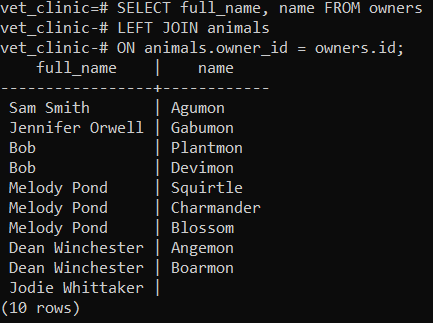 vet_clinic=# SELECT full_name, name FROM owners
vet_clinic-# LEFT JOIN animals
vet_clinic-# ON animals.owner_id = owners.id;
    full_name    |    name
-----------------+------------
 Sam Smith       | Agumon
 Jennifer Orwell | Gabumon
 Bob             | Plantmon
 Bob             | Devimon
 Melody Pond     | Squirtle
 Melody Pond     | Charmander
 Melody Pond     | Blossom
 Dean Winchester | Angemon
 Dean Winchester | Boarmon
 Jodie Whittaker |
(10 rows)